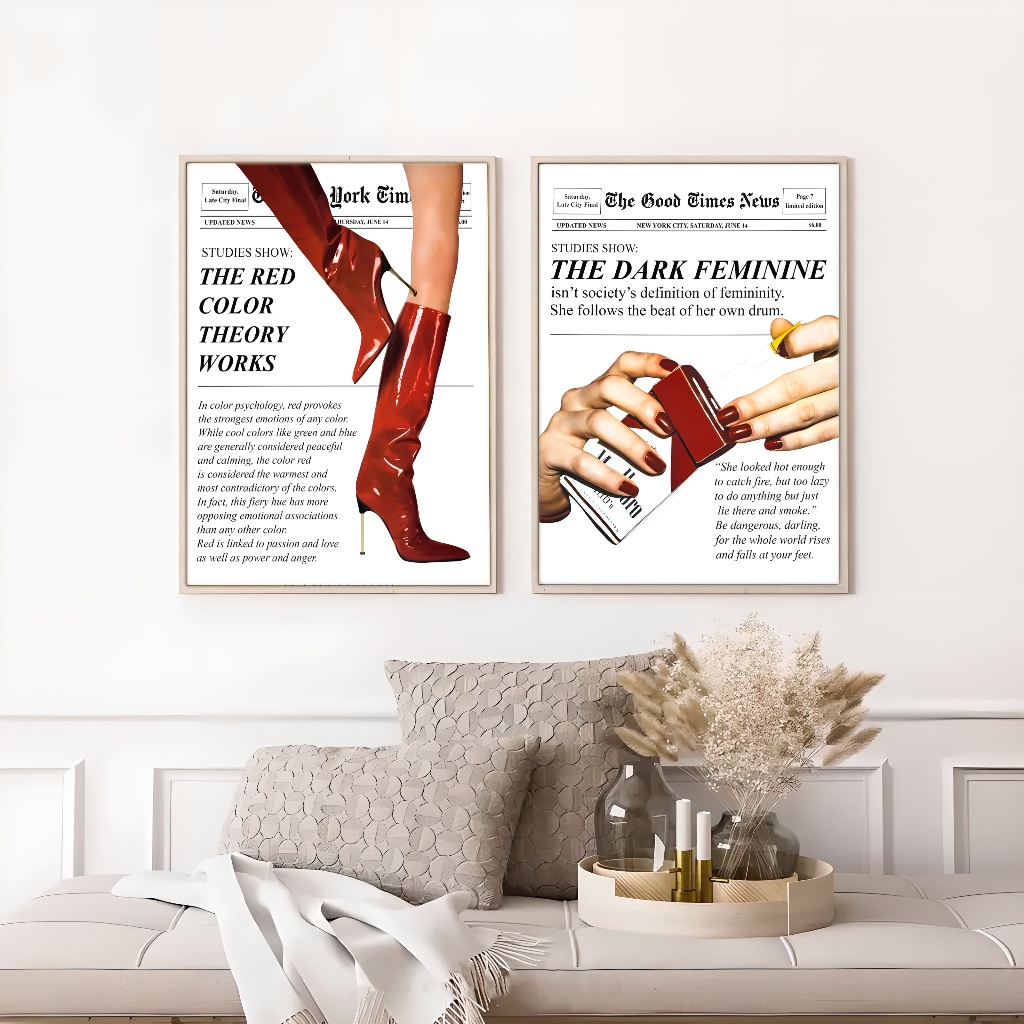 Saturday,
Late City Final
York Tim
UPDATED NEWS
THURSDAY, JUNE 14
.00
STUDIES SHOW:
THE RED
COLOR
THEORY
WORKS
In color psychology, red provokes
the strongest emotions of any color.
While cool colors like green and blue
are generally considered peaceful
and calming, the color red
is considered the warmest and
most contradictory of the colors.
In fact, this fiery hue has more
opposing emotional associations
than any other color.
Red is linked to passion and love
as well as power and anger.
Saturday,
Late City Final
The Good Times News
Page 7
limited edition
UPDATED NEWS
NEW YORK CITY, SATURDAY, JUNE 14
$6.00
STUDIES SHOW:
THE DARK FEMININE
isn't society's definition of femininity.
She follows the beat of her own drum.
"She looked hot enough
to catch fire, but too lazy
to do anything but just
lie there and smoke."
Be dangerous, darling,
for the whole world rises
and falls at your feet.